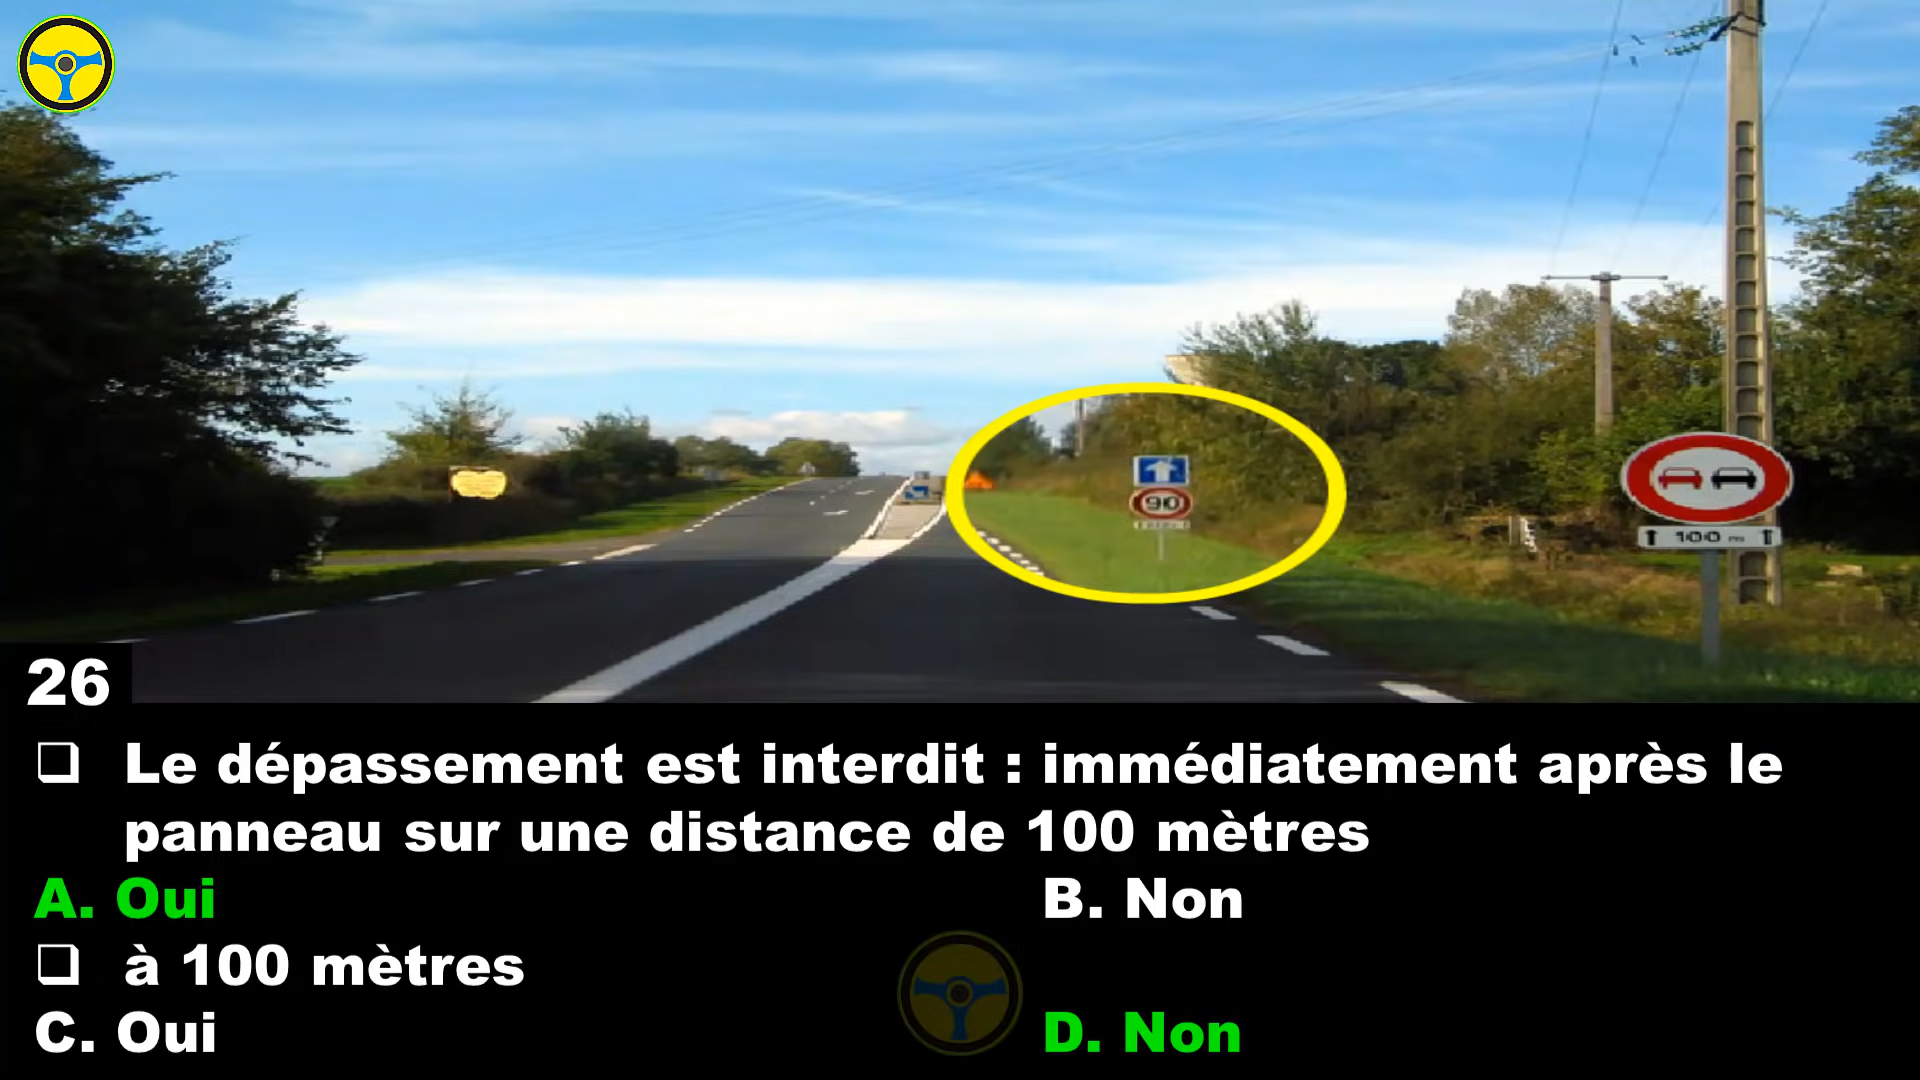 90
100 m
26
❑ Le dépassement est interdit : immédiatement après le
panneau sur une distance de 100 mètres
A. Oui
B. Non
❑ à 100 mètres
C. Oui
D. Non